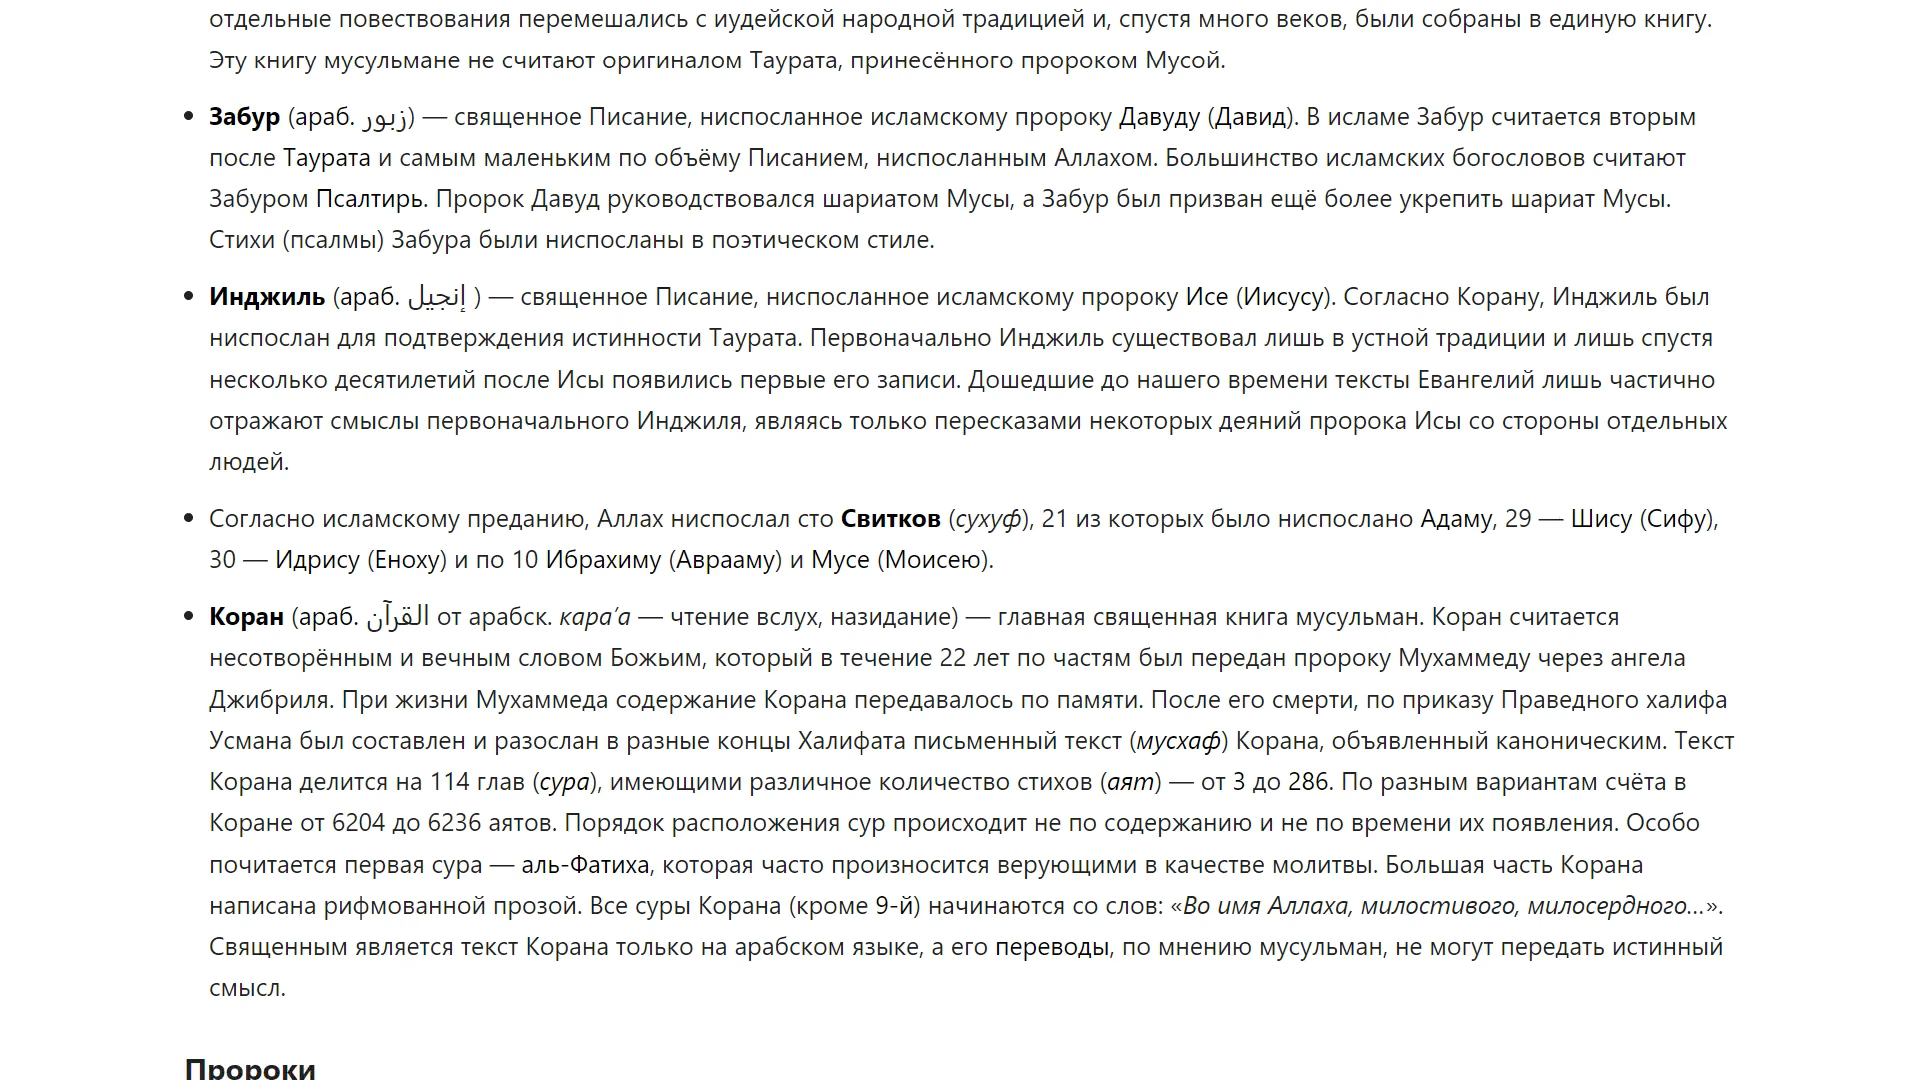 отдельные повествования перемешались с иудейской народной традицией и, спустя много веков, были собраны в единую книгу.
Эту книгу мусульмане не считают оригиналом Таурата, принесённого пророком Мусой.
• Забур (араб. زبور) — священное Писание, ниспосланное исламскому пророку Давуду (Давид). В исламе Забур считается вторым
после Таурата и самым маленьким по объёму Писанием, ниспосланным Аллахом. Большинство исламских богословов считают
Забуром Псалтирь. Пророк Давуд руководствовался шариатом Мусы, а Забур был призван ещё более укрепить шариат Мусы.
Стихи (псалмы) Забура были ниспосланы в поэтическом стиле.
• Инджиль (араб. إنجيل ) — священное Писание, ниспосланное исламскому пророку Исе (Иисусу). Согласно Корану, Инджиль был
ниспослан для подтверждения истинности Таурата. Первоначально Инджиль существовал лишь в устной традиции и лишь спустя
несколько десятилетий после Исы появились первые его записи. Дошедшие до нашего времени тексты Евангелий лишь частично
отражают смыслы первоначального Инджиля, являясь только пересказами некоторых деяний пророка Исы со стороны отдельных
людей.
• Согласно исламскому преданию, Аллах ниспослал сто Свитков (сухуф), 21 из которых было ниспослано Адаму, 29 — Шису (Сифу),
30 — Идрису (Еноху) и по 10 Ибрахиму (Аврааму) и Мусе (Моисею).
• Коран (араб. القرآن от арабск. кара’а — чтение вслух, назидание) — главная священная книга мусульман. Коран считается
несотворённым и вечным словом Божьим, который в течение 22 лет по частям был передан пророку Мухаммеду через ангела
Джибриля. При жизни Мухаммеда содержание Корана передавалось по памяти. После его смерти, по приказу Праведного халифа
Усмана был составлен и разослан в разные концы Халифата письменный текст (мусхаф) Корана, объявленный каноническим. Текст
Корана делится на 114 глав (сура), имеющими различное количество стихов (аят) — от 3 до 286. По разным вариантам счёта в
Коране от 6204 до 6236 аятов. Порядок расположения сур происходит не по содержанию и не по времени их появления. Особо
почитается первая сура — аль-Фатиха, которая часто произносится верующими в качестве молитвы. Большая часть Корана
написана рифмованной прозой. Все суры Корана (кроме 9-й) начинаются со слов: «Во имя Аллаха, милостивого, милосердного…».
Священным является текст Корана только на арабском языке, а его переводы, по мнению мусульман, не могут передать истинный
смысл.
Пророки